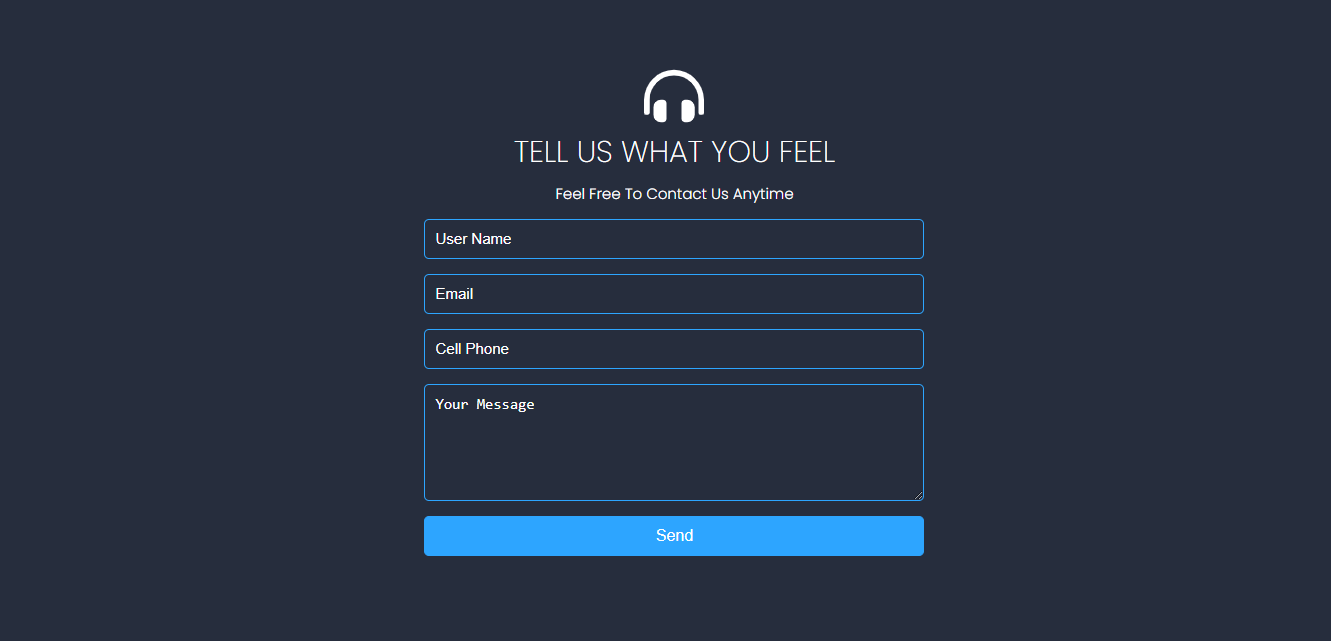 TELL US WHAT YOU FEEL
Feel Free To Contact Us Anytime
User Name
Email
Cell Phone
Your Message
Send